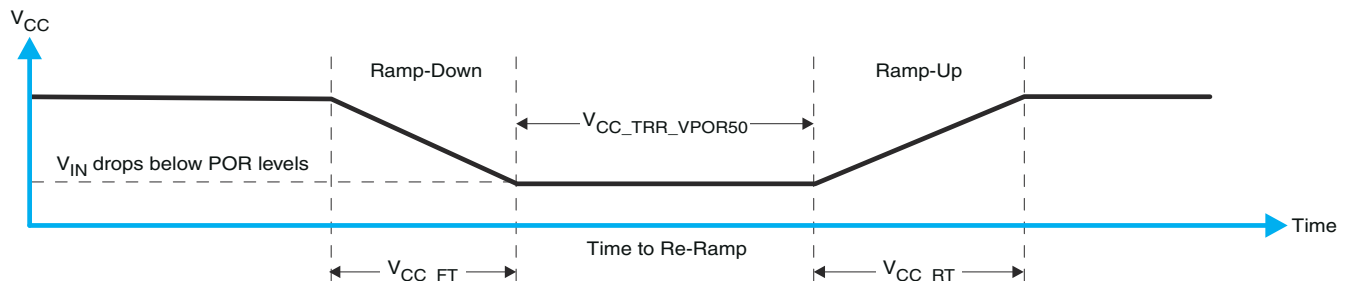 VCC
Ramp-Down
Ramp-Up
VCC_TRR_VPOR50
VIN drops below POR levels
Time
Time to Re-Ramp
VCC_FT
VCC_RT